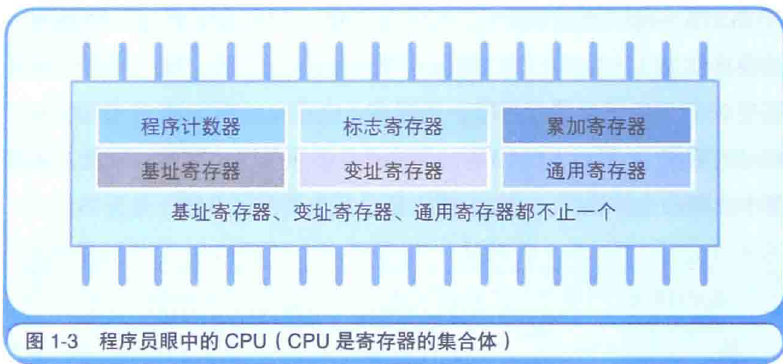 程序计数器 标志寄存器 累加寄存器
基址寄存器 变址寄存器 通用寄存器
基址寄存器、变址寄存器、通用寄存器都不止一个
图 1-3 程序员眼中的 CPU（CPU 是寄存器的集合体）